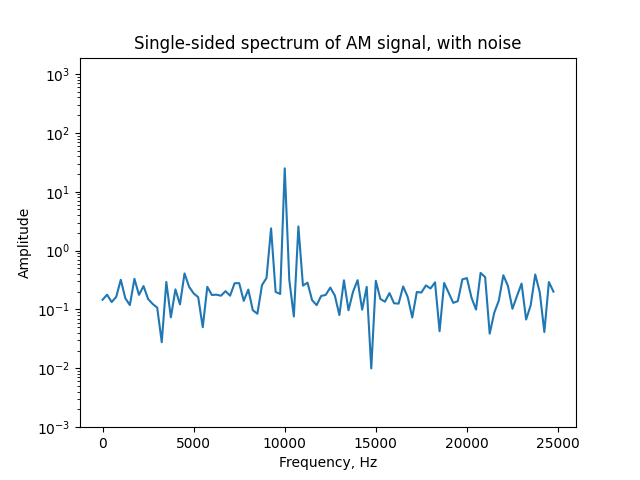 Single-sided spectrum of AM signal, with noise
10³
10²
10¹
10⁰
10⁻¹
10⁻²
10⁻³
Amplitude
0 5000 10000 15000 20000 25000
Frequency, Hz